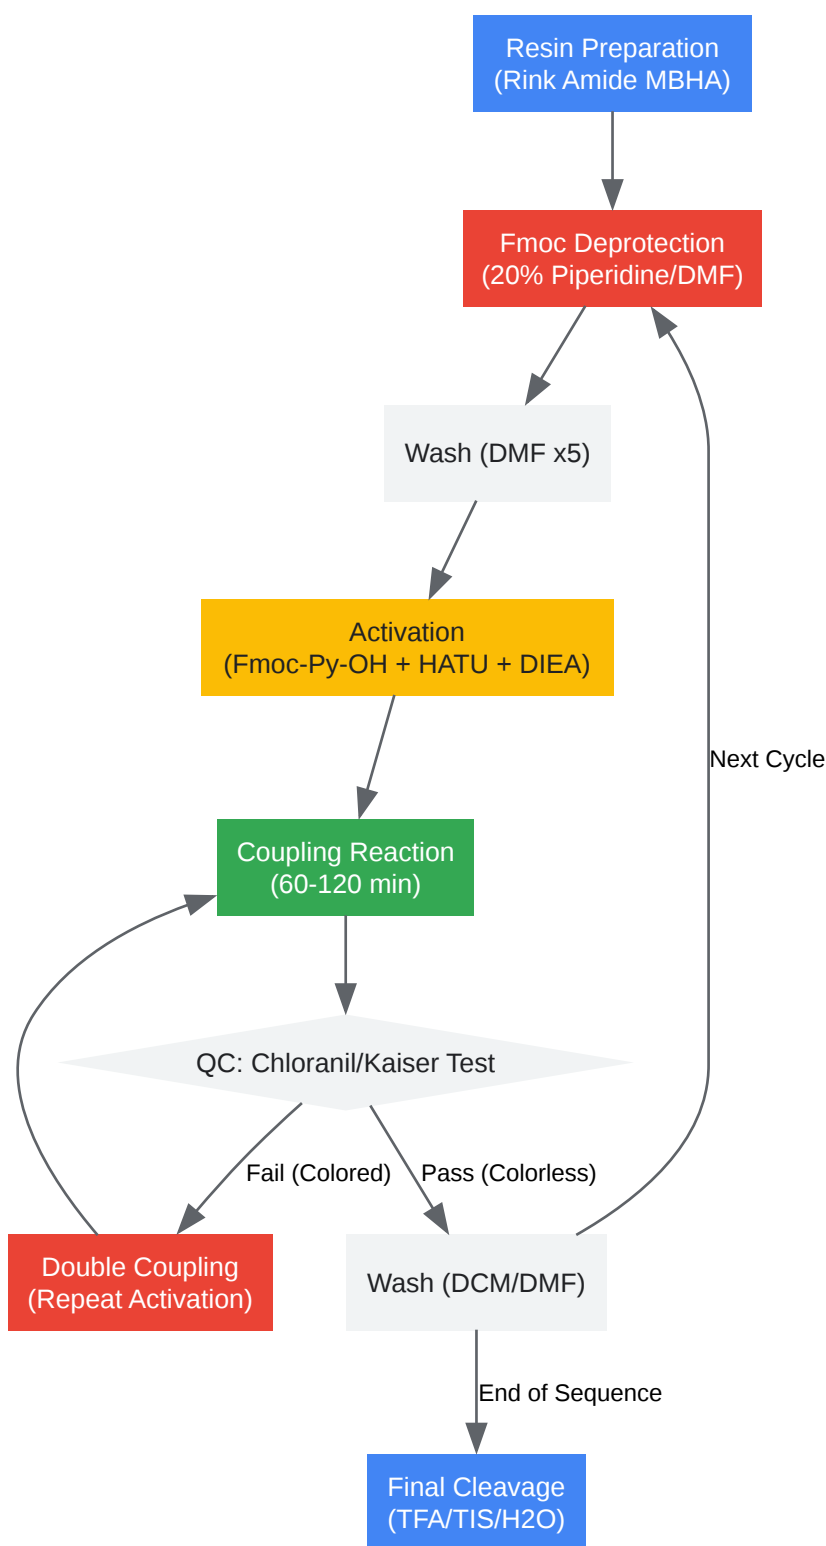 Resin Preparation
(Rink Amide MBHA)
Fmoc Deprotection
(20% Piperidine/DMF)
Wash (DMF x5)
Activation
(Fmoc-Py-OH + HATU + DIEA)
Next Cycle
Coupling Reaction
(60-120 min)
QC: Chloranil/Kaiser Test
Fail (Colored)
Pass (Colorless)
Double Coupling
(Repeat Activation)
Wash (DCM/DMF)
End of Sequence
Final Cleavage
(TFA/TIS/H2O)